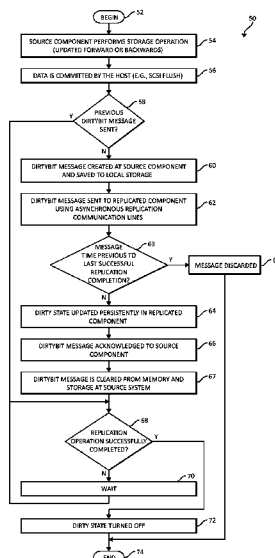 BEGIN
52
50
SOURCE COMPONENT PERFORMS STORAGE OPERATION
(UPDATED FORWARD OR BACKWARDS)
54
DATA IS COMMITTED BY THE HOST (E.G., SCSI FLUSH)
56
58
PREVIOUS
DIRTYBIT MESSAGE
SENT?
Y
N
DIRTYBIT MESSAGE CREATED AT SOURCE COMPONENT
AND SAVED TO LOCAL STORAGE
60
DIRTYBIT MESSAGE SENT TO REPLICATED COMPONENT
USING ASYNCHRONOUS REPLICATION
COMMUNICATION LINES
62
63
MESSAGE
TIME PREVIOUS TO
LAST SUCCESSFUL
REPLICATION
COMPLETION?
Y
MESSAGE DISCARDED
N
DIRTY STATE UPDATED PERSISTENTLY IN REPLICATED
COMPONENT
64
DIRTYBIT MESSAGE ACKNOWLEDGED TO SOURCE
COMPONENT
66
DIRTYBIT MESSAGE IS CLEARED FROM MEMORY AND
STORAGE AT SOURCE SYSTEM
67
68
REPLICATION
OPERATION SUCCESSFULLY
COMPLETED?
Y
N
70
WAIT
DIRTY STATE TURNED OFF
72
END
74